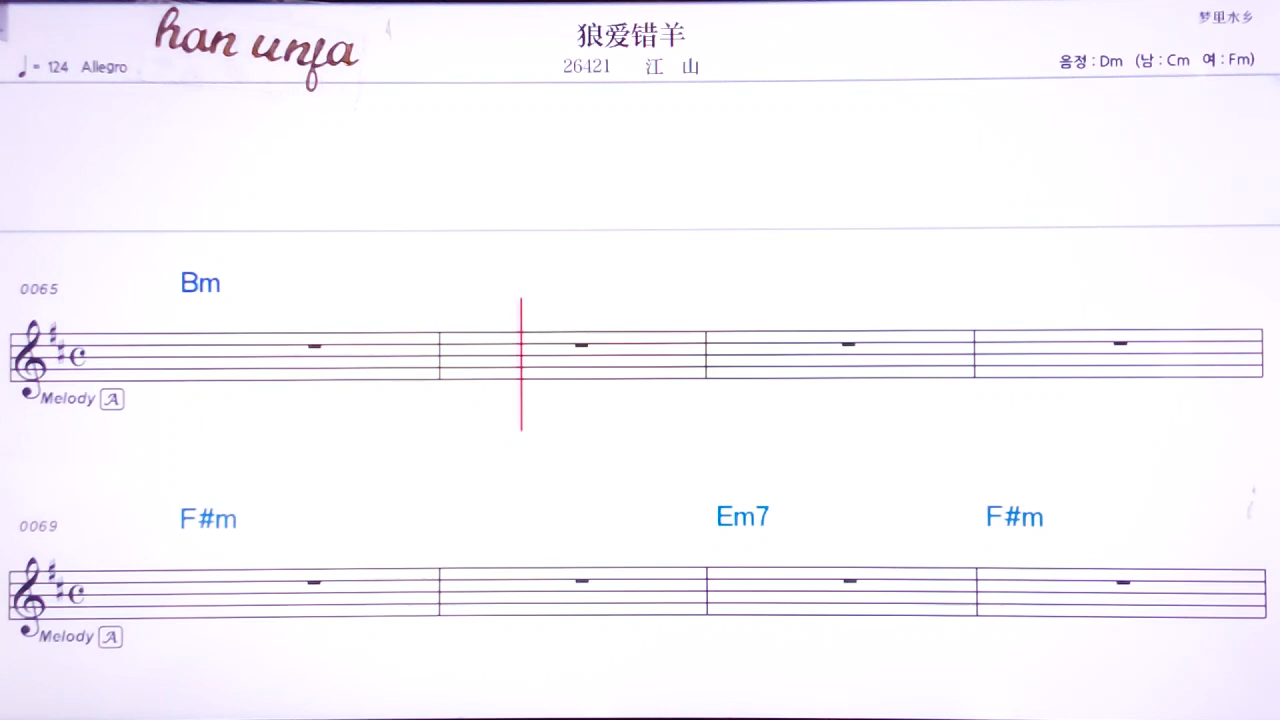 梦里水乡
han unfa
狼爱错羊
♩= 124 Allegro
26421 江 山
음정 : Dm (남 : Cm 여 : Fm)
0065 Bm
Melody A
0069 F#m Em7 F#m
Melody A